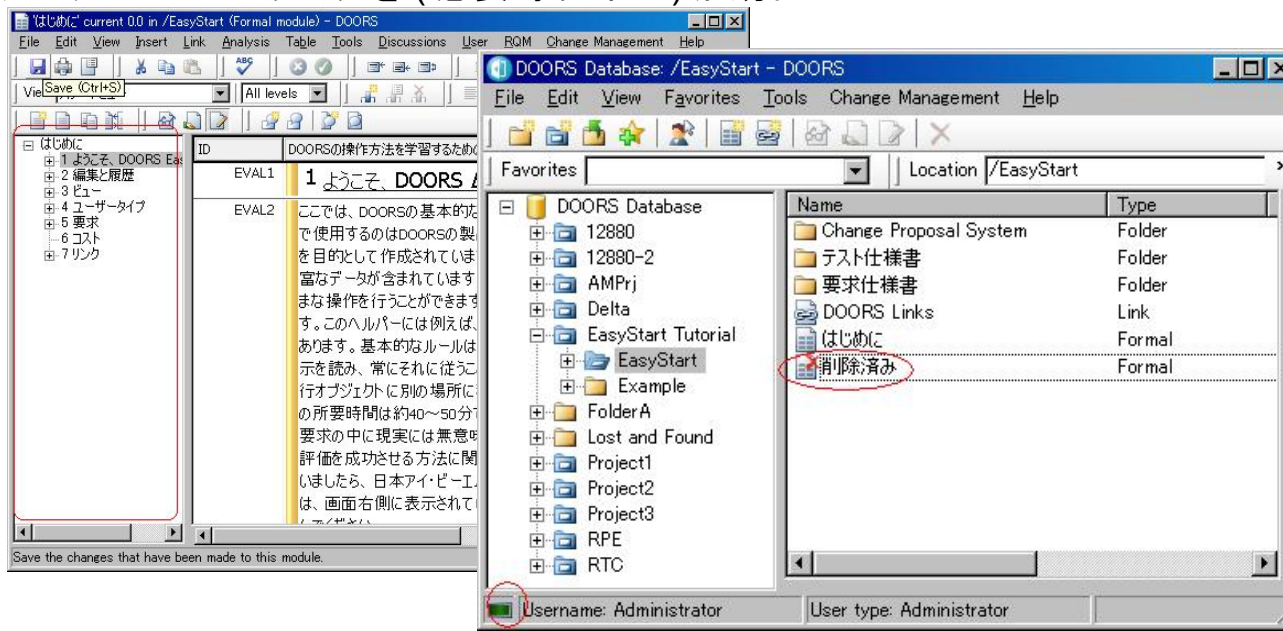 'はじめに' current 0.0 in /EasyStart (Formal module) - DOORS
File Edit View Insert Link Analysis Table Tools Discussions User RQM Change Management Help
Save (Ctrl+S)
All levels
はじめに
1 ようこそ、DOORS Eas
2 編集と履歴
3 ビュー
4 ユーザータイプ
5 要求
6 コスト
7 リンク
ID
DOORSの操作方法を学習するため
EVAL1
1 ようこそ、DOORS
EVAL2
ここでは、DOORSの基本的な
で使用するのはDOORSの製
を目的として作成されていま
富なデータが含まれています
まな操作を行うことができます
す。このヘルパーには例えば、
あります。基本的なルールは
示を読み、常にそれに従うこ
行オブジェクトに別の場所に
の所要時間は約40～50分
要求の中に現実には無意味
評価を成功させる方法に関
いましたら、日本アイ・ビーエ
は、画面右側に表示されて
Save the changes that have been made to this module.
DOORS Database: /EasyStart - DOORS
File Edit View Favorites Tools Change Management Help
Favorites
Location /EasyStart
DOORS Database
12880
12880-2
AMPrj
Delta
EasyStart Tutorial
EasyStart
Example
FolderA
Lost and Found
Project1
Project2
Project3
RPE
RTC
Name Type
Change Proposal System Folder
テスト仕様書 Folder
要求仕様書 Folder
DOORS Links Link
はじめに Formal
削除済み Formal
Username: Administrator
User type: Administrator